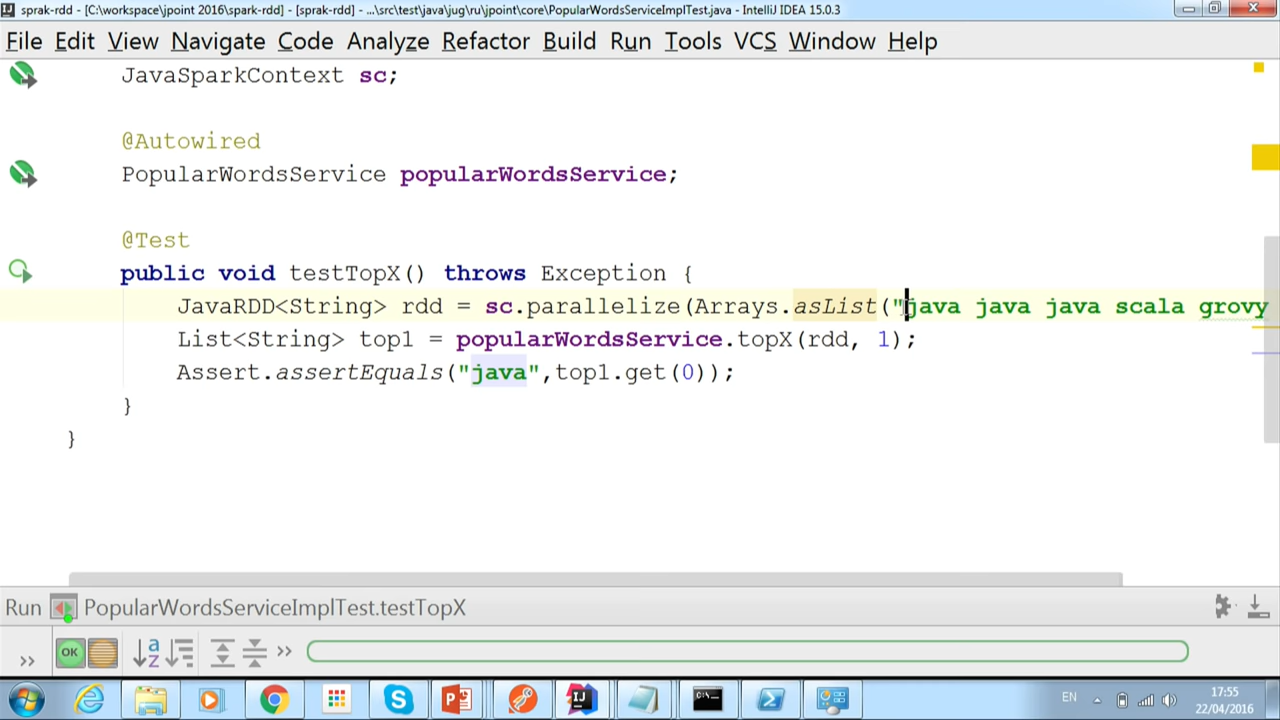 sprak-rdd - [C:\workspace\jpoint 2016\spark-rdd] - [sprak-rdd] - ...\src\test\java\jug\ru\jpoint\core\PopularWordsServiceImplTest.java - IntelliJ IDEA 15.0.3
File Edit View Navigate Code Analyze Refactor Build Run Tools VCS Window Help
JavaSparkContext sc;
@Autowired
PopularWordsService popularWordsService;
@Test
public void testTopX() throws Exception {
JavaRDD<String> rdd = sc.parallelize(Arrays.asList("java java java scala grovy
List<String> top1 = popularWordsService.topX(rdd, 1);
Assert.assertEquals("java",top1.get(0));
}
}
Run PopularWordsServiceImplTest.testTopX
>> OK a z >>
EN 17:55
22/04/2016